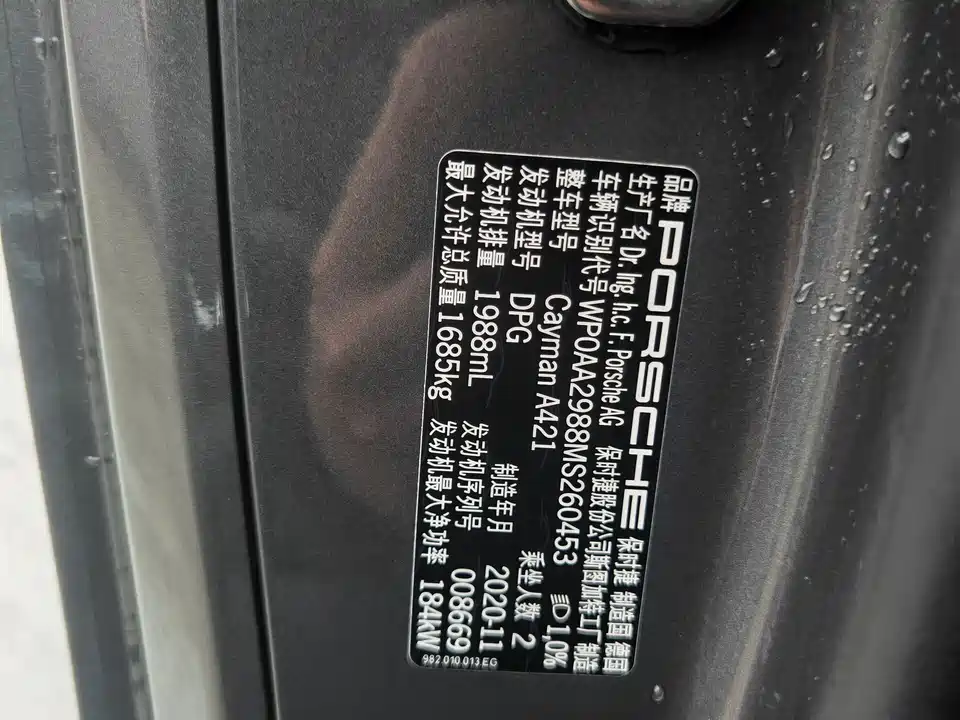 品牌 PORSCHE 保时捷 制造国 德国
生产厂名 Dr. Ing. h.c. F. Porsche AG 保时捷股份公司斯图加特工厂制造
车辆识别代号 WP0AA2988MS260453 1,0%
整车型号 Cayman A421 乘坐人数 2
发动机型号 DPG 制造年月 2020-11
发动机排量 1988mL 发动机序列号 008669
最大允许总质量 1685kg 发动机最大净功率 184kW
982.010.013.EG